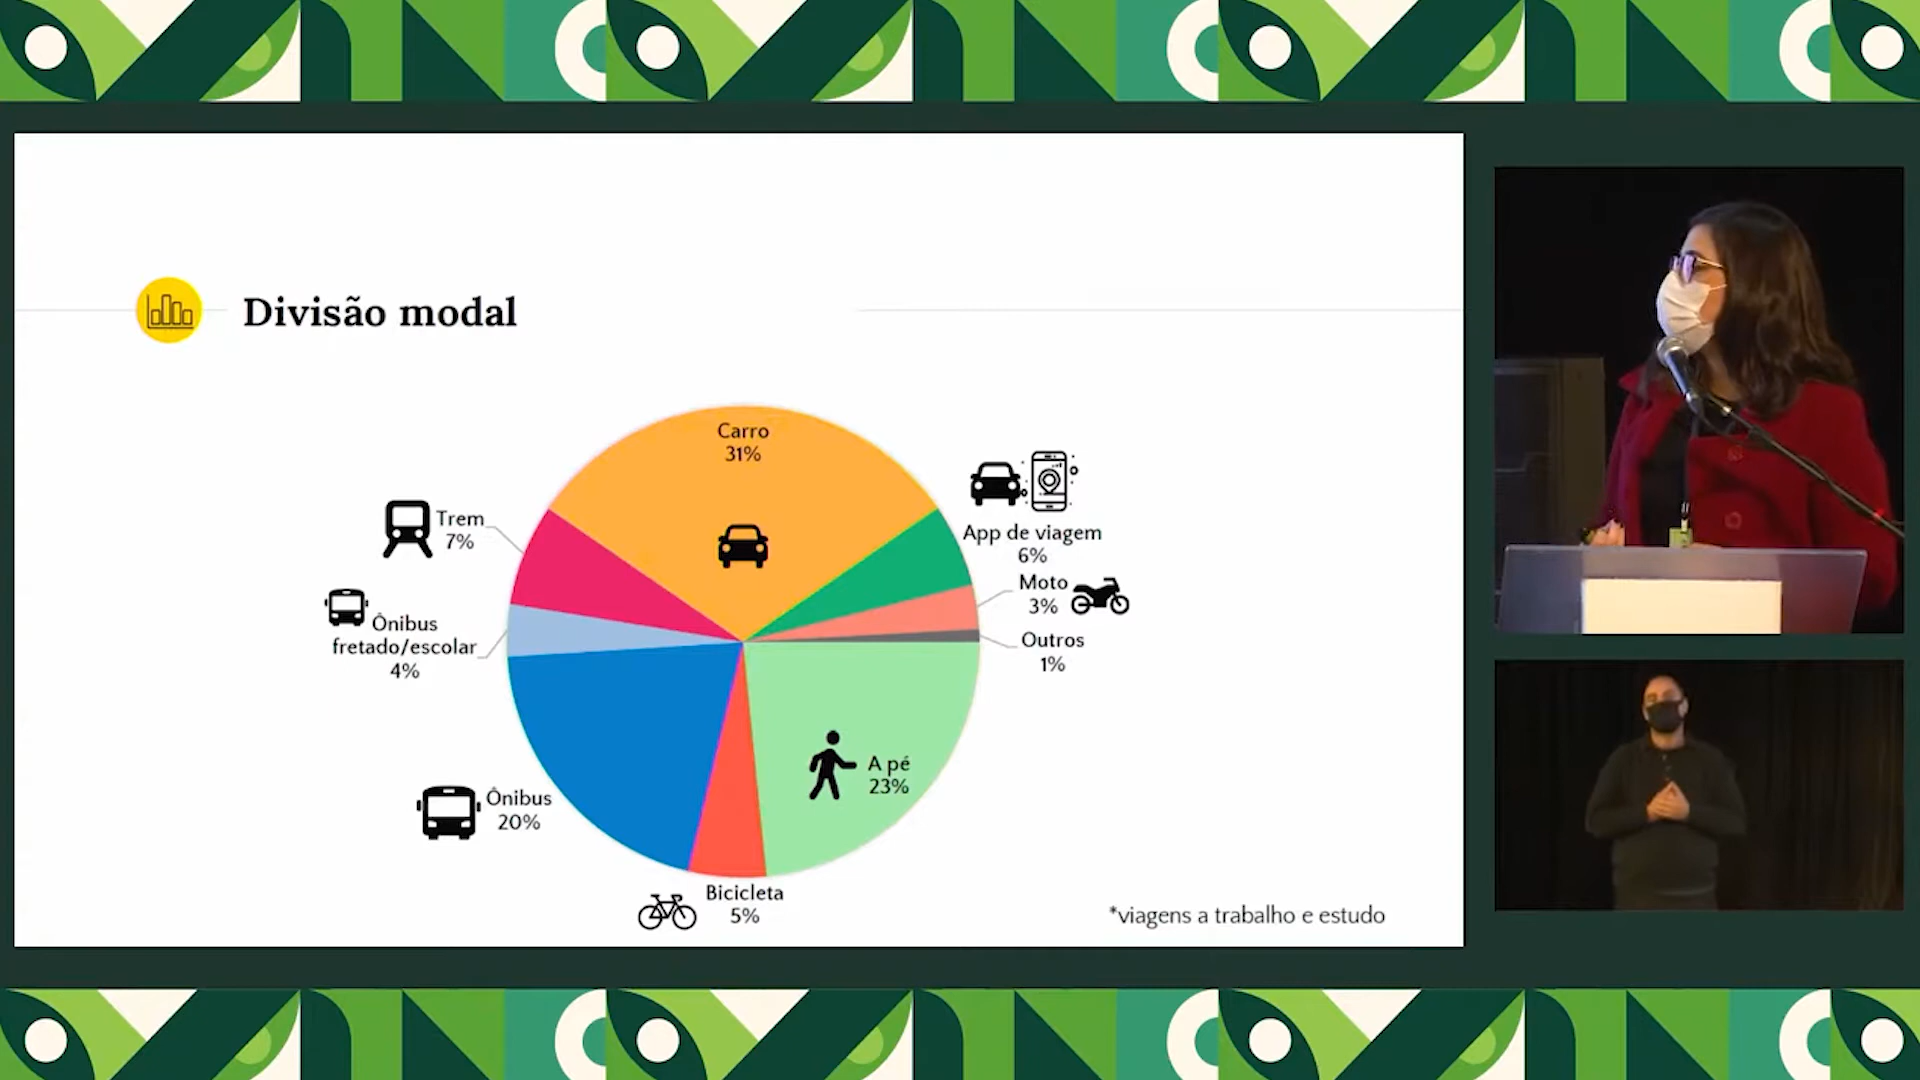 Divisão modal
Carro
31%
Trem
7%
App de viagem
6%
Moto
3%
Ônibus
fretado/escolar
4%
Outros
1%
A pé
23%
Ônibus
20%
Bicicleta
5%
*viagens a trabalho e estudo